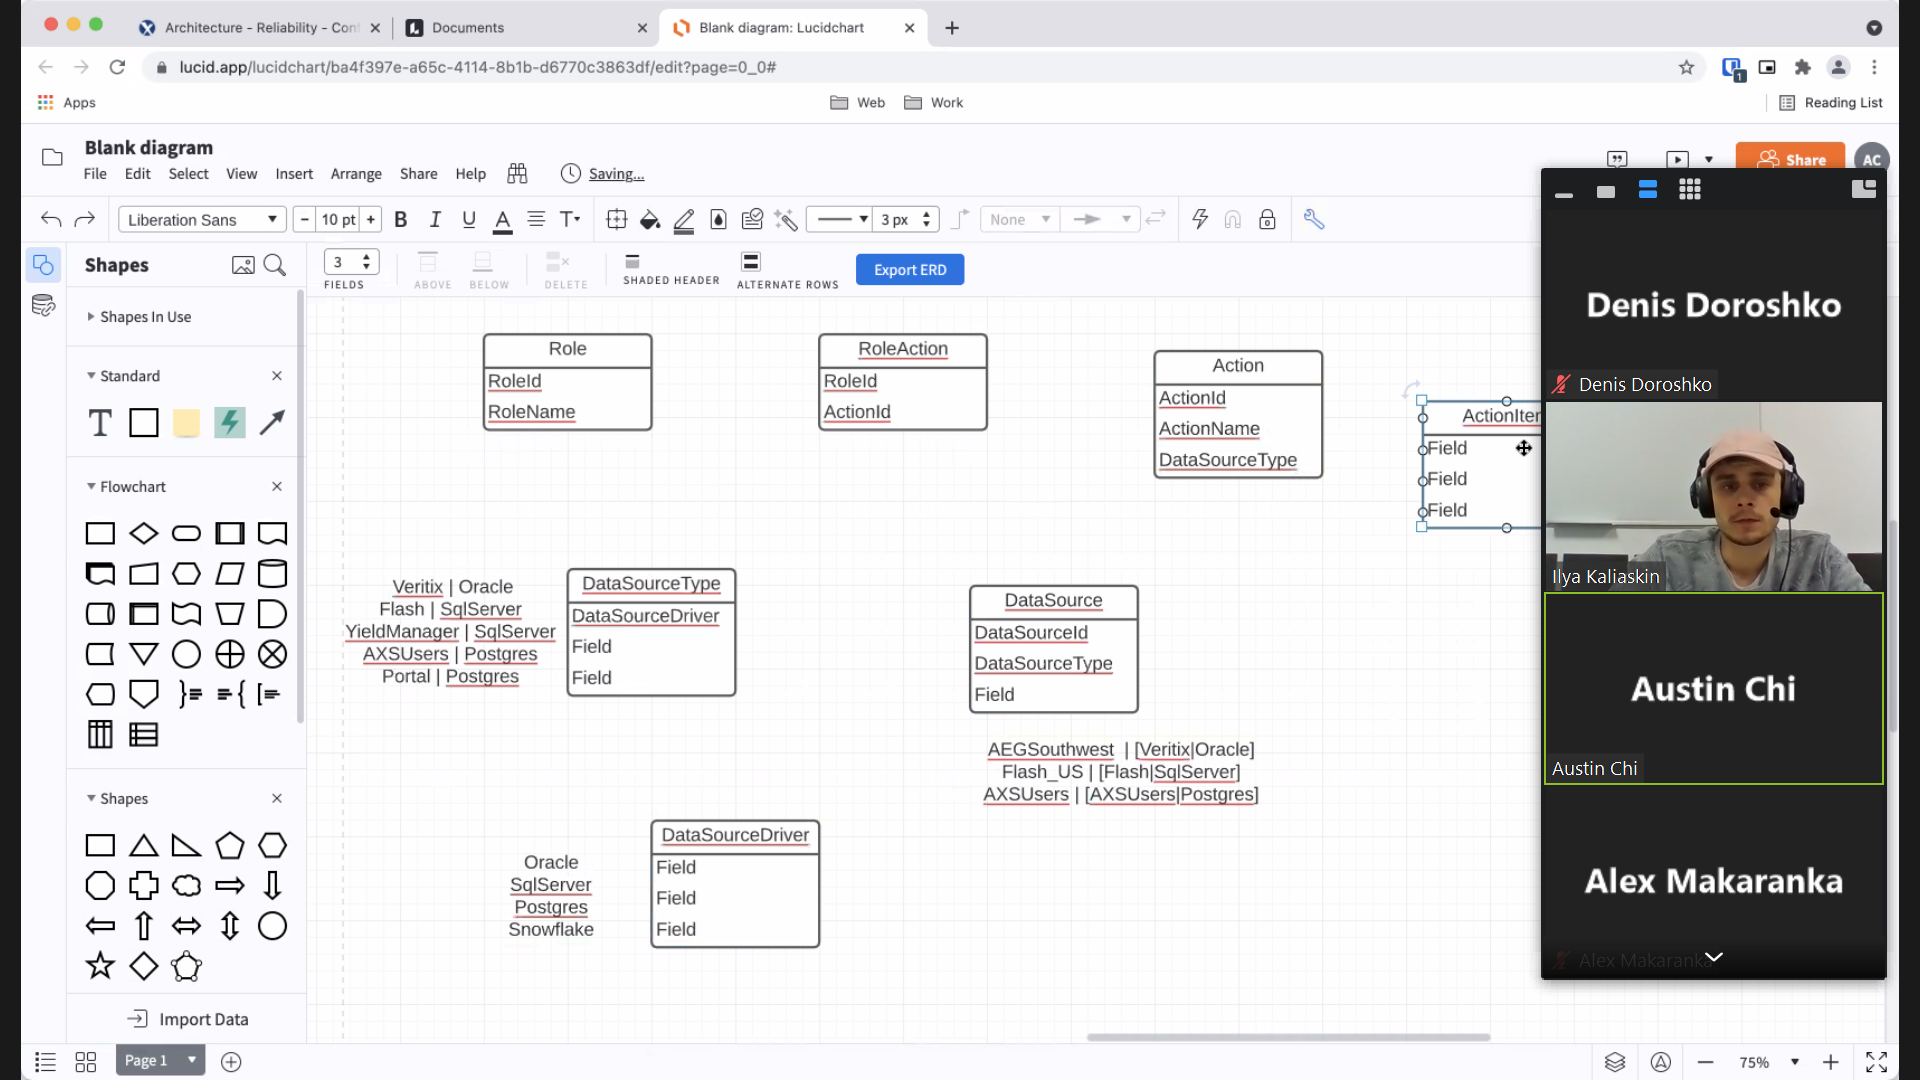 Architecture - Reliability - Con
Documents
Blank diagram: Lucidchart
lucid.app/lucidchart/ba4f397e-a65c-4114-8b1b-d6770c3863df/edit?page=0_0#
1
Apps
Web
Work
Reading List
Blank diagram
File Edit Select View Insert Arrange Share Help Saving...
Share
AC
Liberation Sans
10 pt
B I U A T
3 px
None
Shapes
3
FIELDS
ABOVE
BELOW
DELETE
SHADED HEADER
ALTERNATE ROWS
Export ERD
Shapes In Use
Standard
T
Flowchart
Shapes
Import Data
Role
RoleId
RoleName
RoleAction
RoleId
ActionId
Action
ActionId
ActionName
DataSourceType
ActionIter
Field
Field
Field
Veritix | Oracle
Flash | SqlServer
YieldManager | SqlServer
AXSUsers | Postgres
Portal | Postgres
DataSourceType
DataSourceDriver
Field
Field
DataSource
DataSourceId
DataSourceType
Field
AEGSouthwest | [Veritix|Oracle]
Flash_US | [Flash|SqlServer]
AXSUsers | [AXSUsers|Postgres]
Oracle
SqlServer
Postgres
Snowflake
DataSourceDriver
Field
Field
Field
Denis Doroshko
Denis Doroshko
Ilya Kaliaskin
Austin Chi
Austin Chi
Alex Makaranka
Alex Makaranka
Page 1
75%